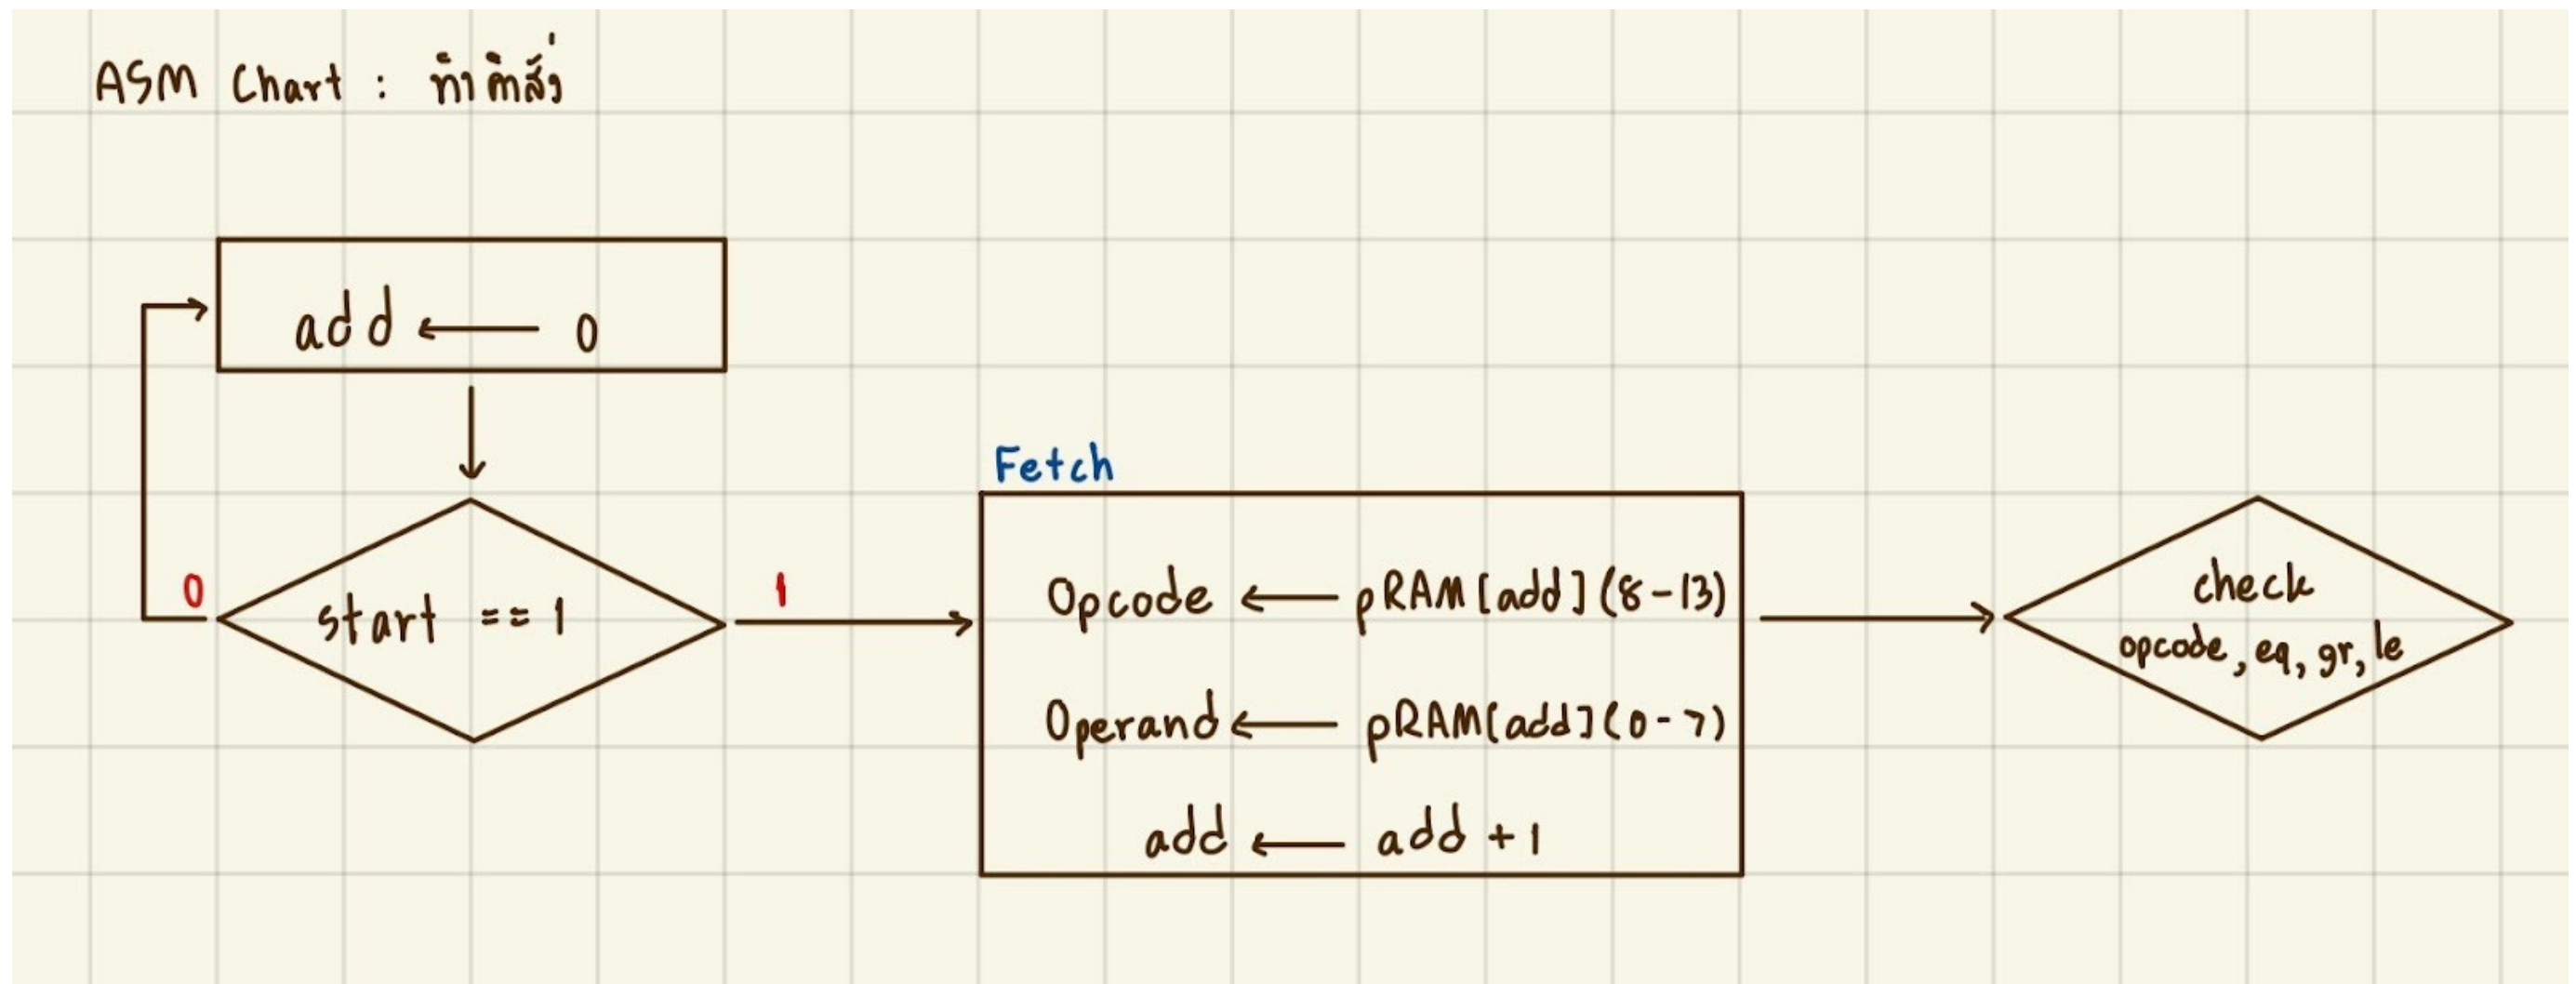 ASM Chart : ทำคำสั่ง
add ← 0
start == 1
0
1
Fetch
Opcode ← pRAM[add](8-13)
Operand ← pRAM[add](0-7)
add ← add +1
check
opcode, eq, gr, le